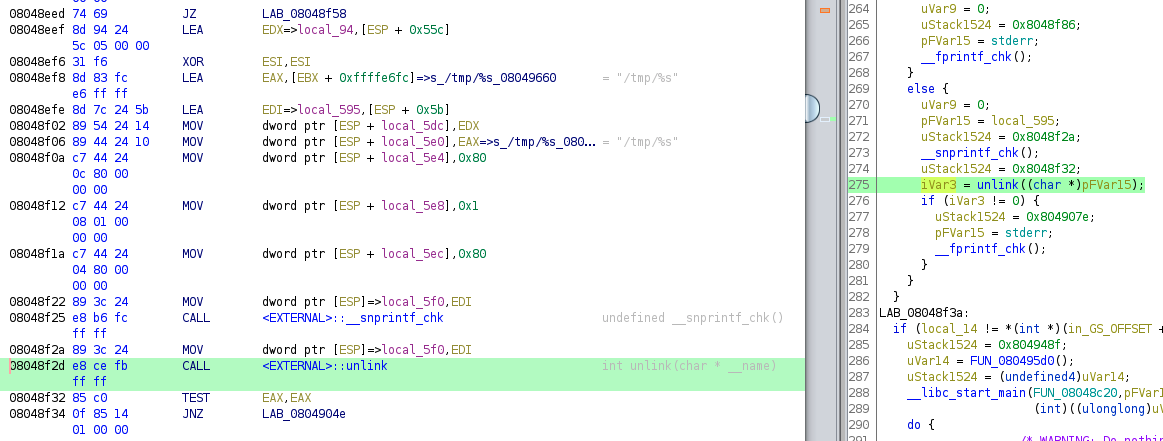 08048eed 74 69 JZ LAB_08048f58
08048eef 8d 94 24 LEA EDX=>local_94,[ESP + 0x55c]
5c 05 00 00
08048ef6 31 f6 XOR ESI,ESI
08048ef8 8d 83 fc LEA EAX,[EBX + 0xffffe6fc]=>s_/tmp/%s_08049660 = "/tmp/%s"
e6 ff ff
08048efe 8d 7c 24 5b LEA EDI=>local_595,[ESP + 0x5b]
08048f02 89 54 24 14 MOV dword ptr [ESP + local_5dc],EDX
08048f06 89 44 24 10 MOV dword ptr [ESP + local_5e0],EAX=>s_/tmp/%s_080... = "/tmp/%s"
08048f0a c7 44 24 MOV dword ptr [ESP + local_5e4],0x80
0c 80 00
00 00
08048f12 c7 44 24 MOV dword ptr [ESP + local_5e8],0x1
08 01 00
00 00
08048f1a c7 44 24 MOV dword ptr [ESP + local_5ec],0x80
04 80 00
00 00
08048f22 89 3c 24 MOV dword ptr [ESP]=>local_5f0,EDI
08048f25 e8 b6 fc CALL <EXTERNAL>::__snprintf_chk undefined __snprintf_chk()
ff ff
08048f2a 89 3c 24 MOV dword ptr [ESP]=>local_5f0,EDI
08048f2d e8 ce fb CALL <EXTERNAL>::unlink int unlink(char * __name)
ff ff
08048f32 85 c0 TEST EAX,EAX
08048f34 0f 85 14 JNZ LAB_0804904e
01 00 00
264 uVar9 = 0;
265 uStack1524 = 0x8048f86;
266 pFVar15 = stderr;
267 __fprintf_chk();
268 }
269 else {
270 uVar9 = 0;
271 pFVar15 = local_595;
272 uStack1524 = 0x8048f2a;
273 __snprintf_chk();
274 uStack1524 = 0x8048f32;
275 iVar3 = unlink((char *)pFVar15);
276 if (iVar3 != 0) {
277 uStack1524 = 0x804907e;
278 pFVar15 = stderr;
279 __fprintf_chk();
280 }
281 }
282 }
283 LAB_08048f3a:
284 if (local_14 != *(int *)(in_GS_OFFSET +
285 uStack1524 = 0x804948f;
286 uVar14 = FUN_080495d0();
287 uStack1524 = (undefined4)uVar14;
288 __libc_start_main(FUN_08048c20,pFVar1
289 (int)((ulonglong)uV
290 do {
/* WARNING: Do nothin